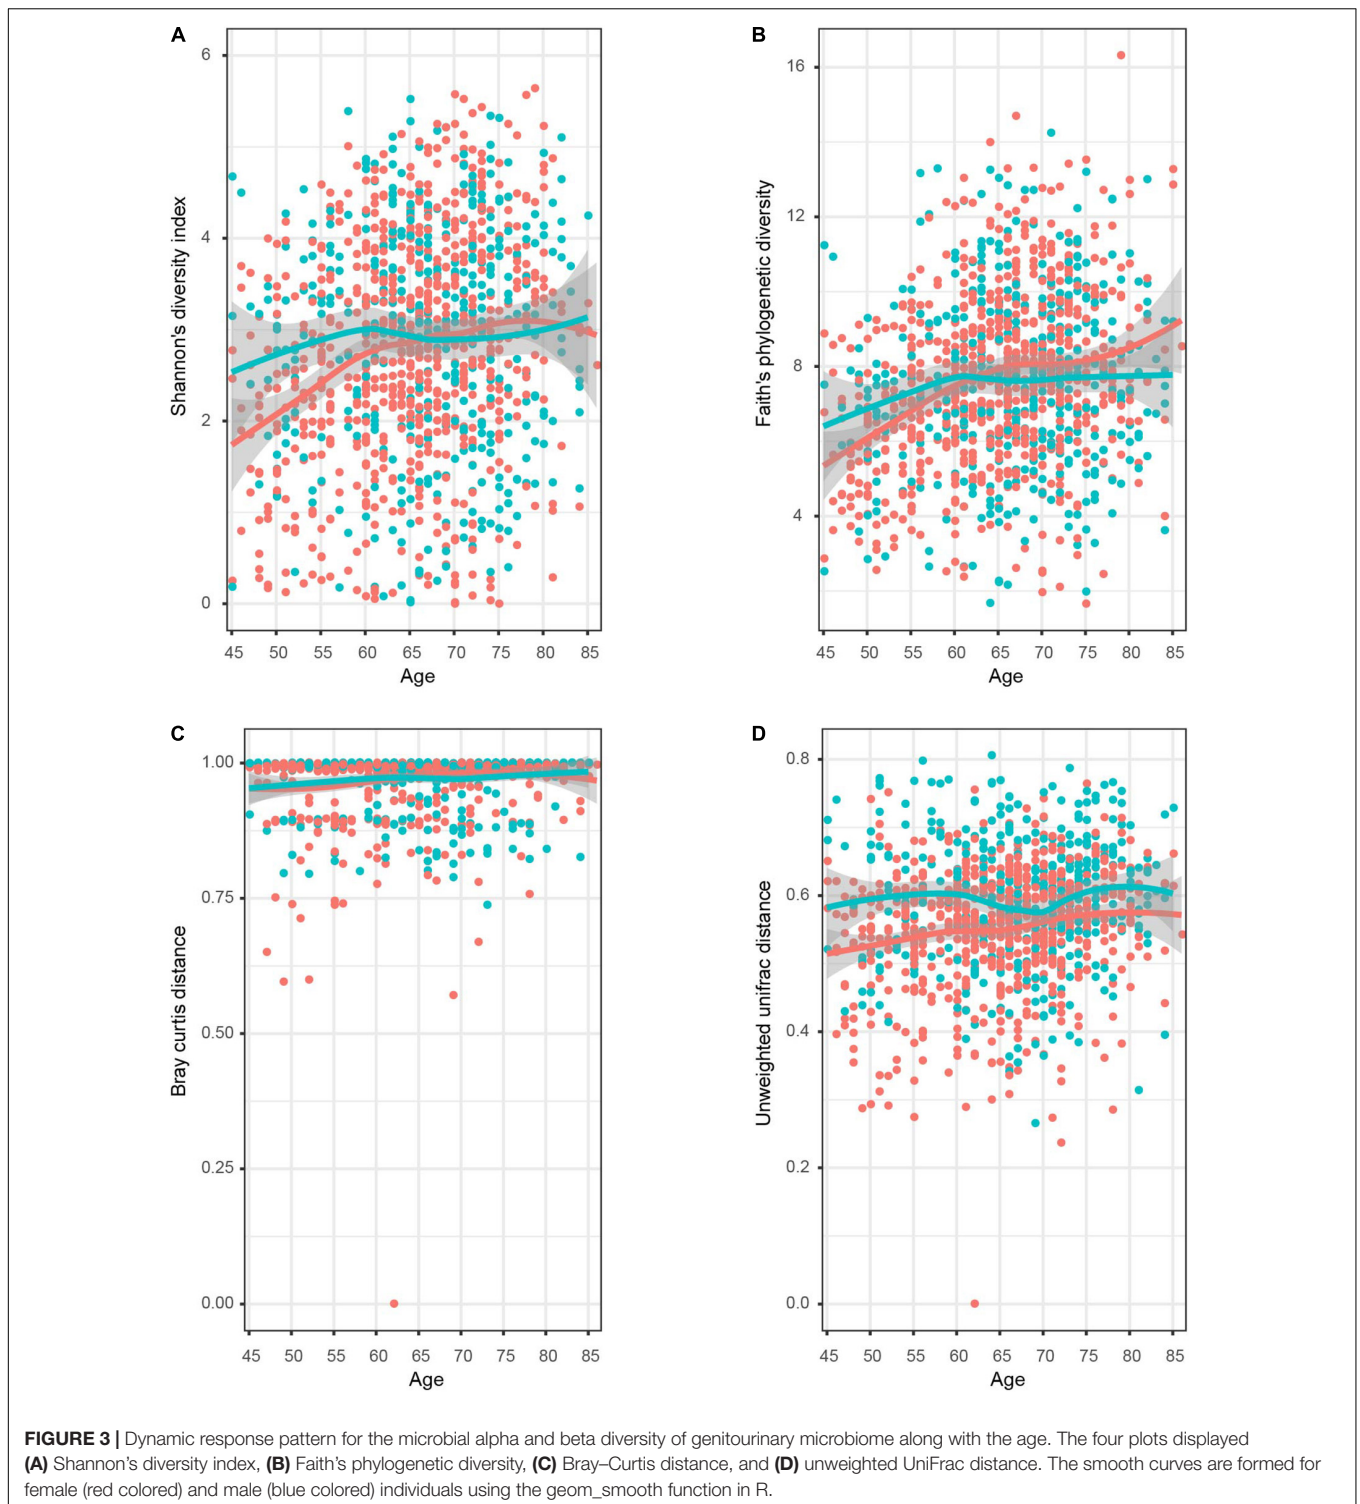 A
Shannon's diversity index
6
4
2
0
45 50 55 60 65 70 75 80 85
Age
B
Faith's phylogenetic diversity
16
12
8
4
45 50 55 60 65 70 75 80 85
Age
C
Bray curtis distance
1.00
0.75
0.50
0.25
0.00
45 50 55 60 65 70 75 80 85
Age
D
Unweighted unifrac distance
0.8
0.6
0.4
0.2
0.0
45 50 55 60 65 70 75 80 85
Age
FIGURE 3 | Dynamic response pattern for the microbial alpha and beta diversity of genitourinary microbiome along with the age. The four plots displayed
(A) Shannon's diversity index, (B) Faith's phylogenetic diversity, (C) Bray–Curtis distance, and (D) unweighted UniFrac distance. The smooth curves are formed for
female (red colored) and male (blue colored) individuals using the geom_smooth function in R.